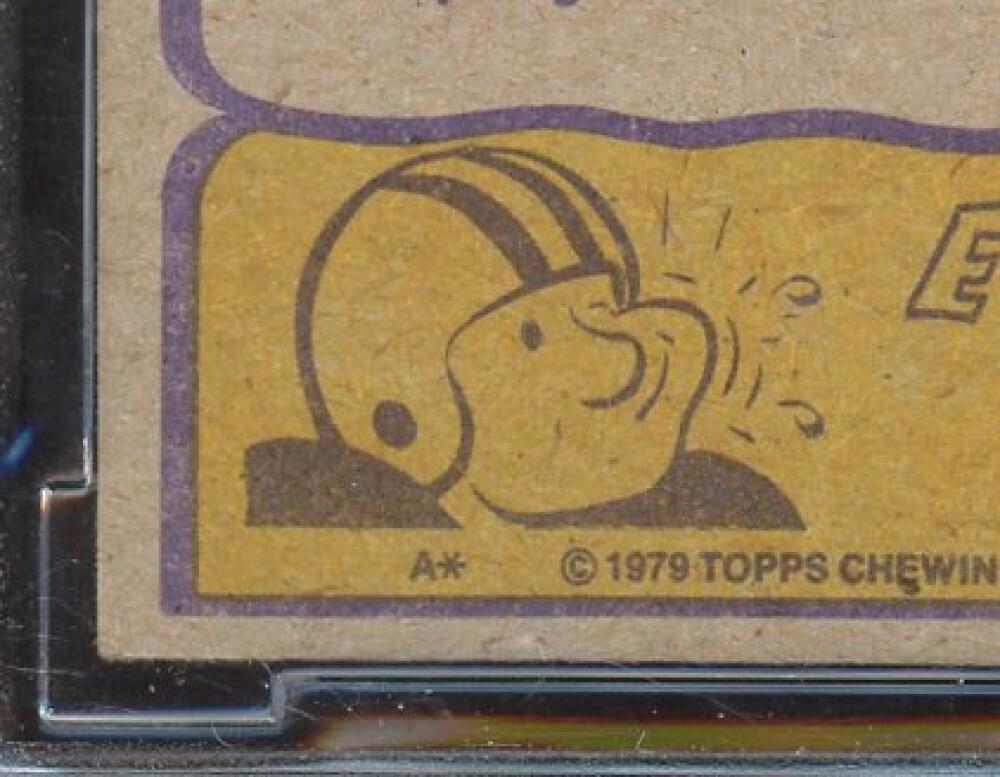 E
A* © 1979 TOPPS CHEWIN